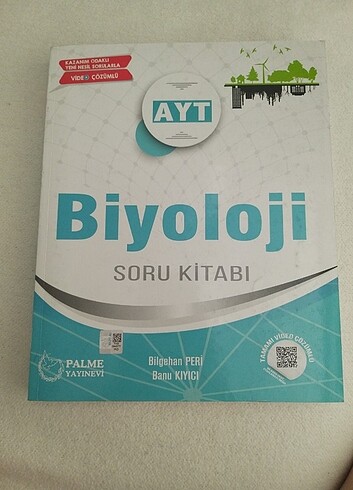 KAZANIM ODAKLI
YENİ NESİL SORULARLA
VİDEO ÇÖZÜMLÜ
AYT
Biyoloji
SORU KİTABI
PALME
YAYINEVİ
Bilgehan PERİ
Banu KIYICI
TAMAMI VİDEO ÇÖZÜMLÜ